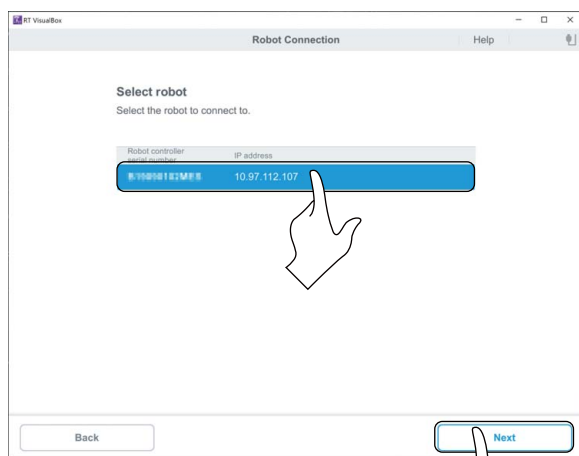 RT VisualBox
Robot Connection
Help
Select robot
Select the robot to connect to.
Robot controller
serial number
IP address
10.97.112.107
Back
Next